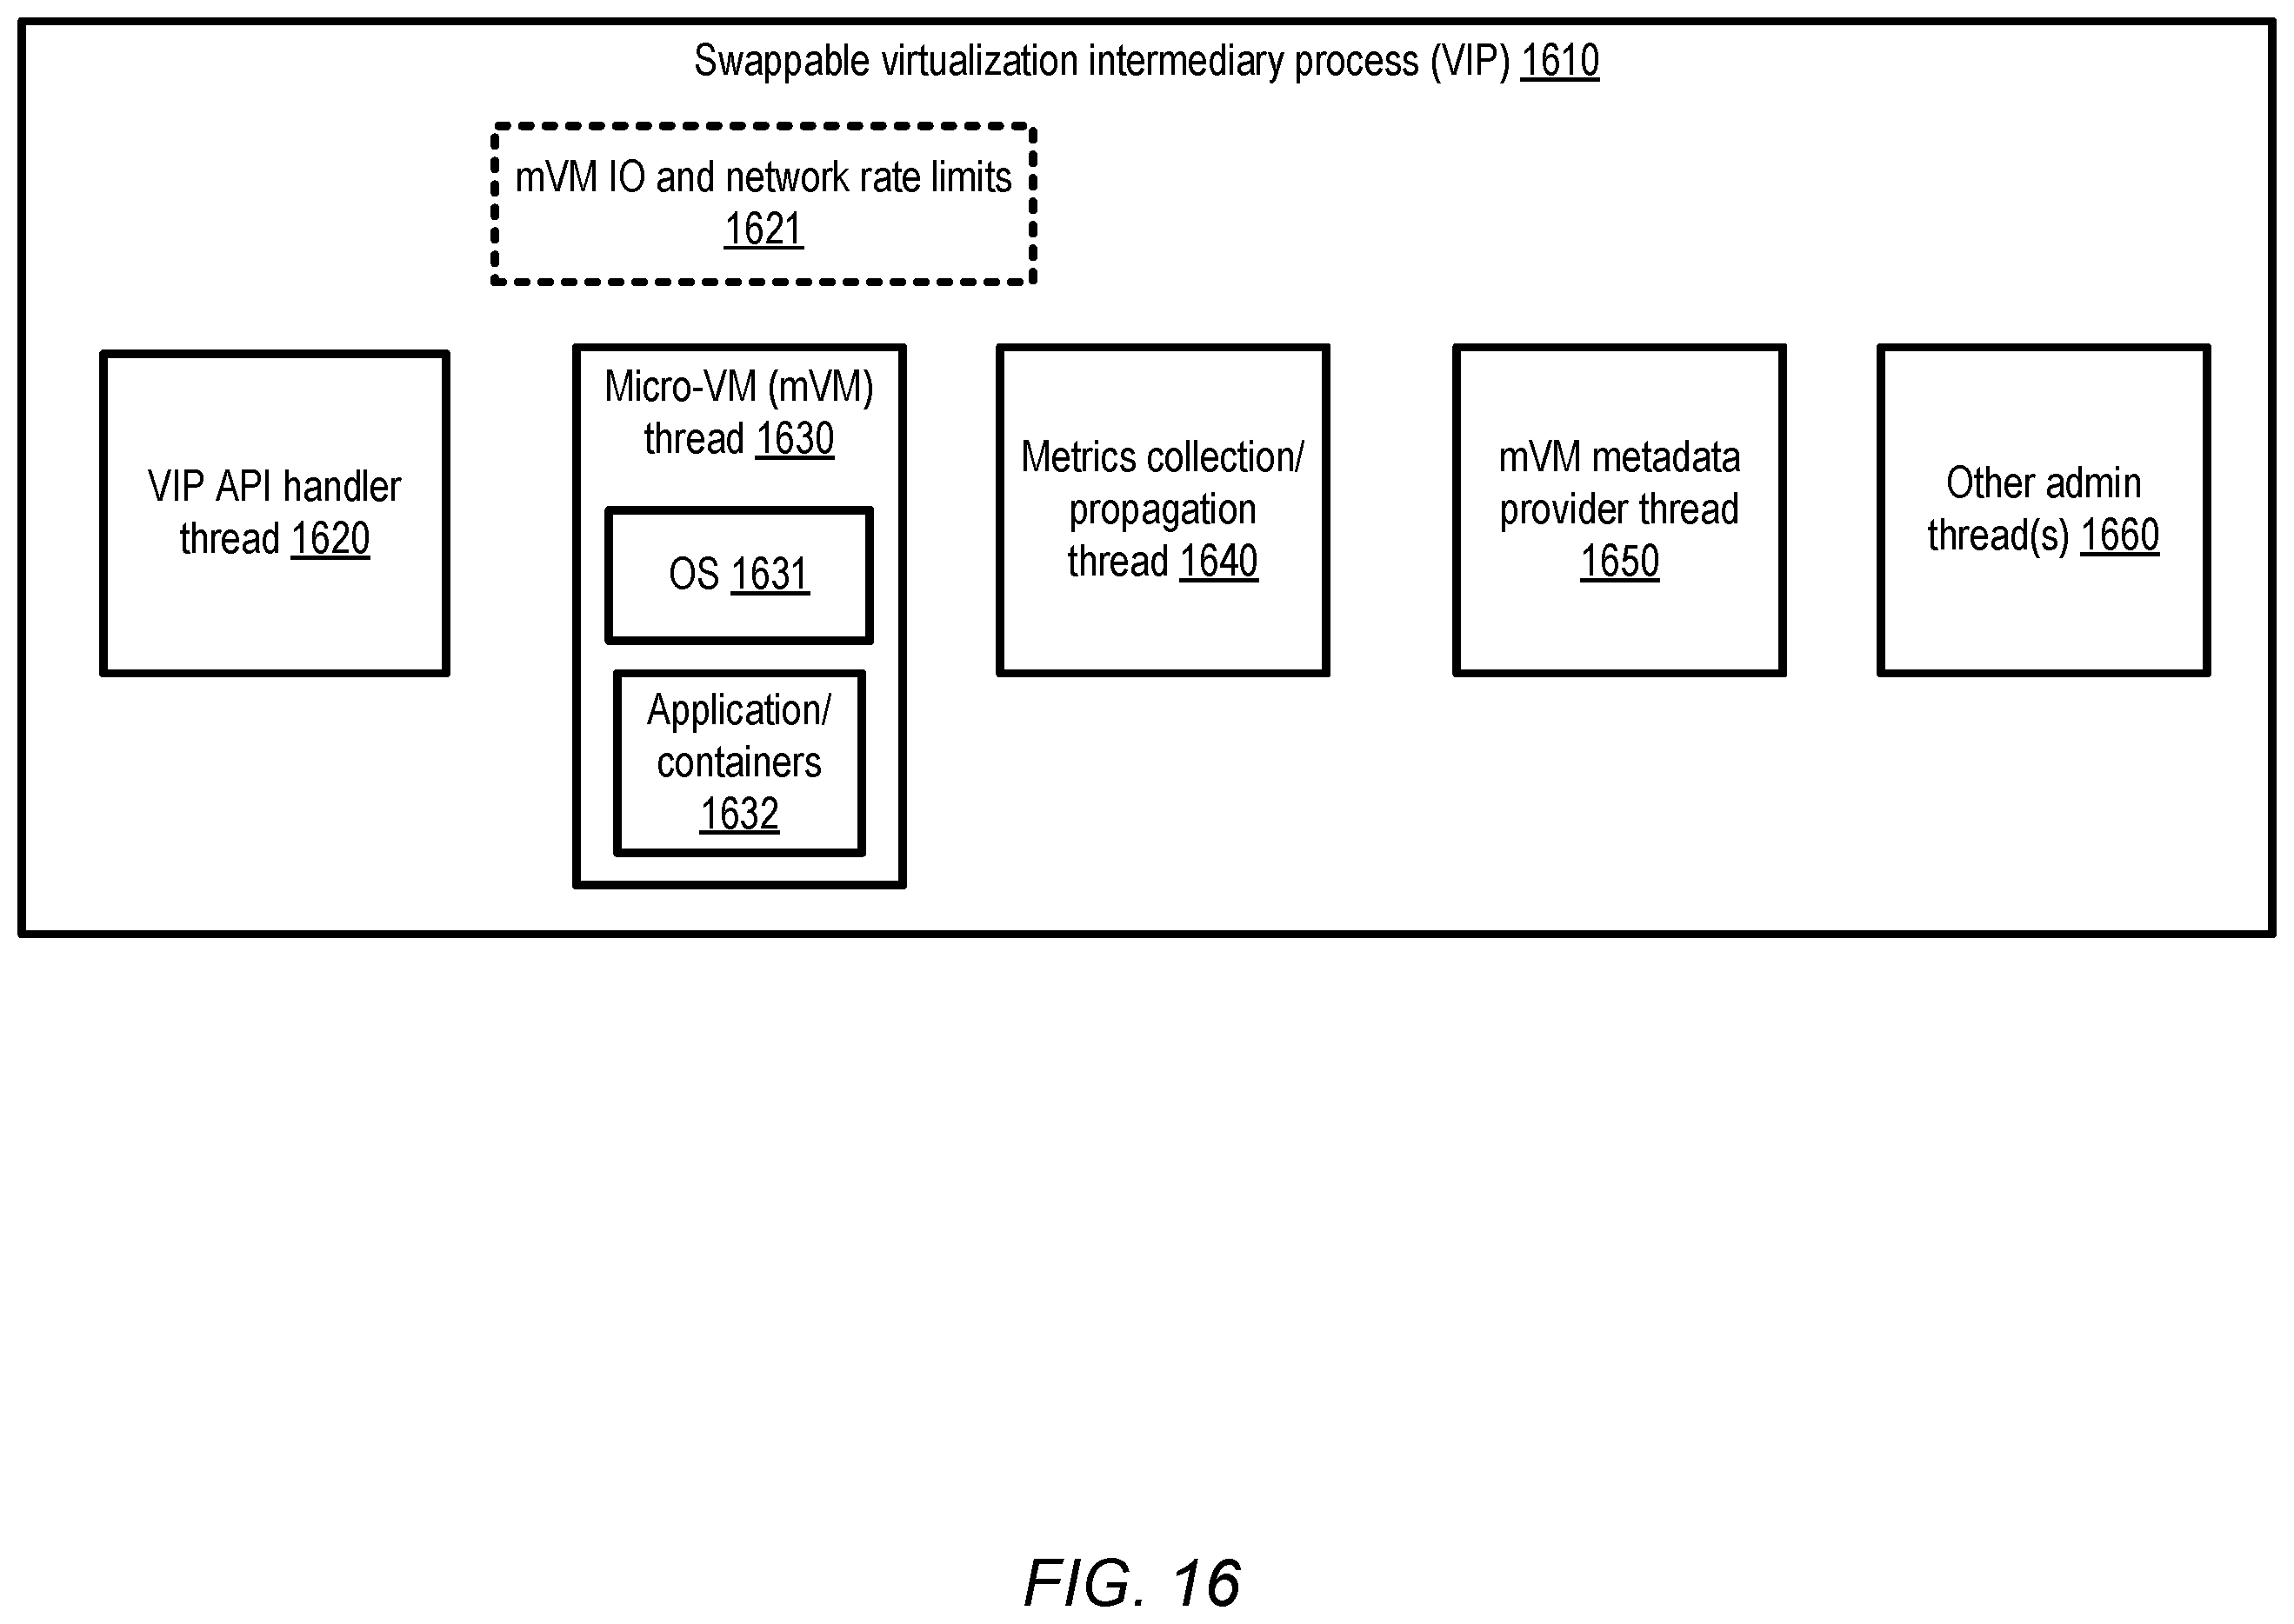 Swappable virtualization intermediary process (VIP) 1610
mVM IO and network rate limits
1621
VIP API handler
thread 1620
Micro-VM (mVM)
thread 1630
OS 1631
Application/
containers
1632
Metrics collection/
propagation
thread 1640
mVM metadata
provider thread
1650
Other admin
thread(s) 1660
FIG. 16